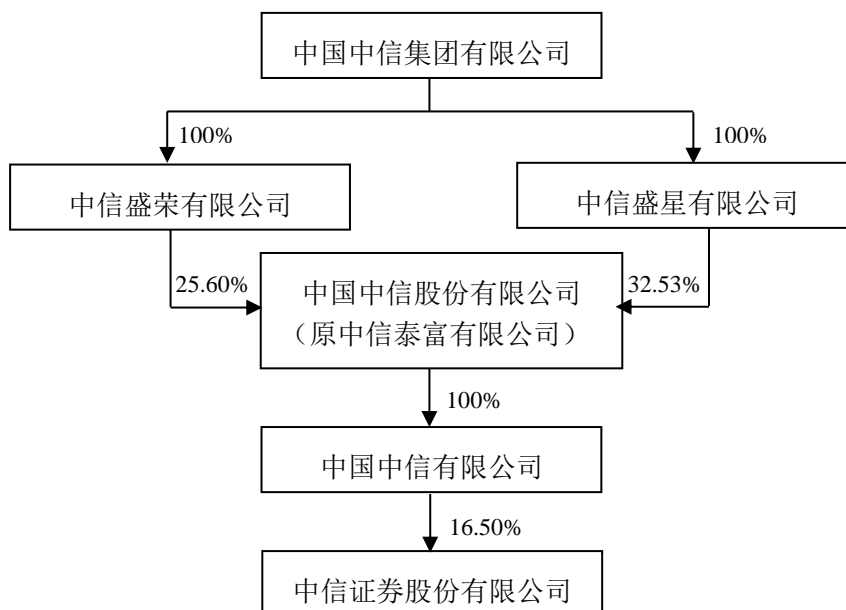 中国中信集团有限公司
100%
100%
中信盛荣有限公司
中信盛星有限公司
25.60%
中国中信股份有限公司
（原中信泰富有限公司）
32.53%
100%
中国中信有限公司
16.50%
中信证券股份有限公司